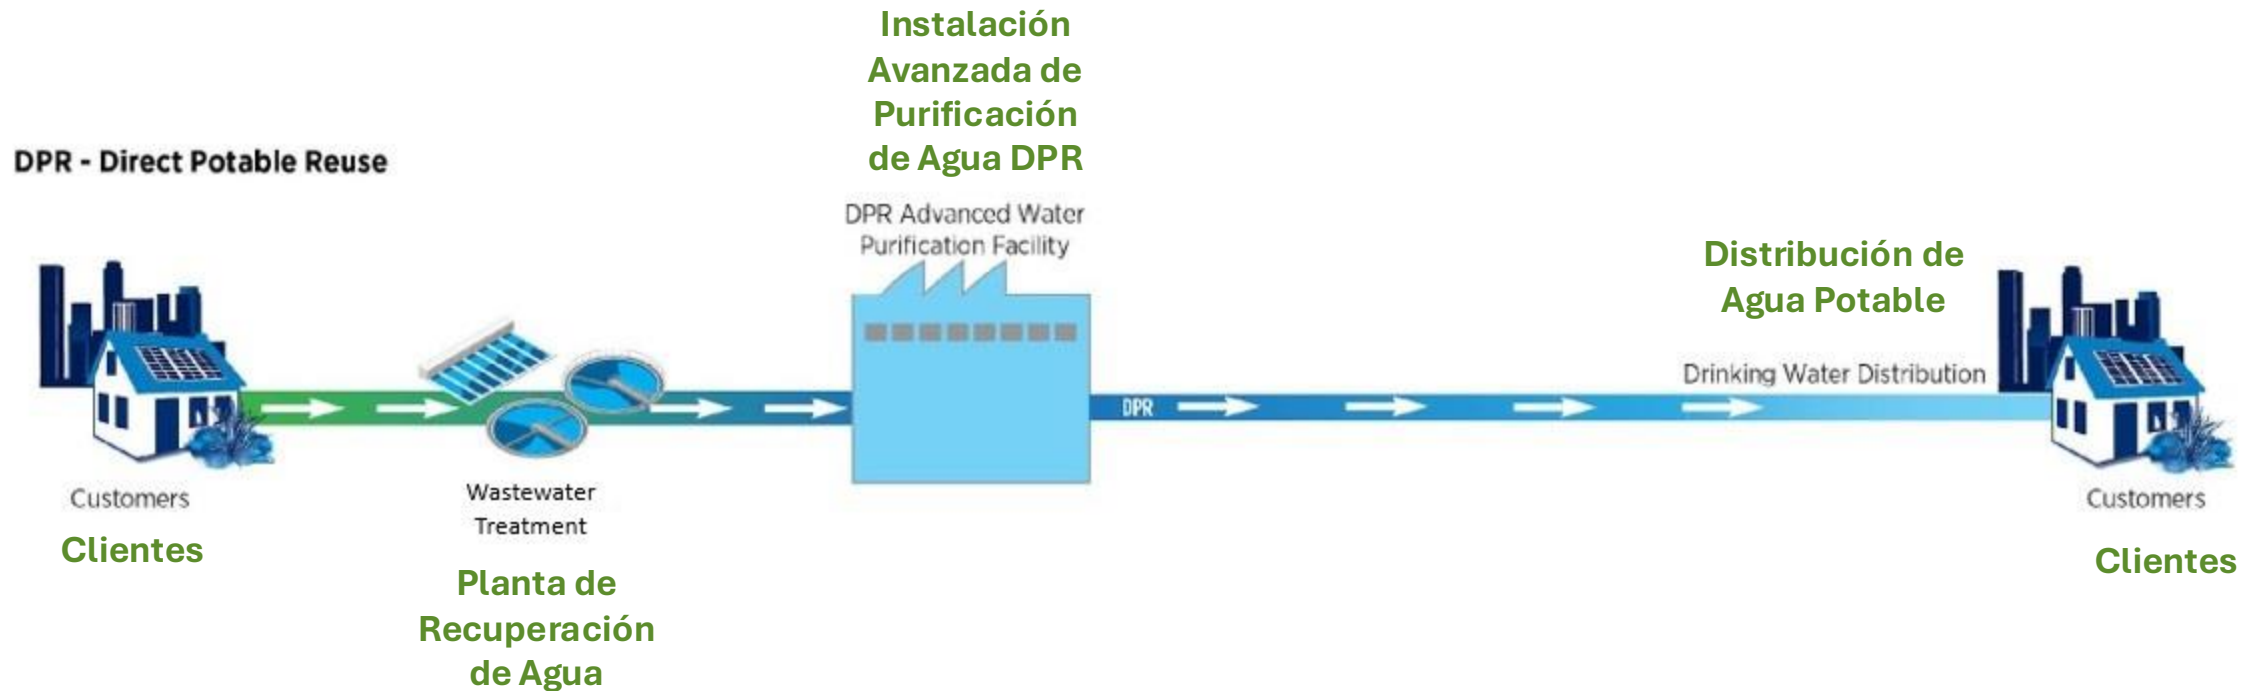 Instalación
Avanzada de
Purificación
de Agua DPR
DPR - Direct Potable Reuse
DPR Advanced Water
Purification Facility
Distribución de
Agua Potable
Drinking Water Distribution
DPR
Customers
Clientes
Wastewater
Treatment
Planta de
Recuperación
de Agua
Customers
Clientes